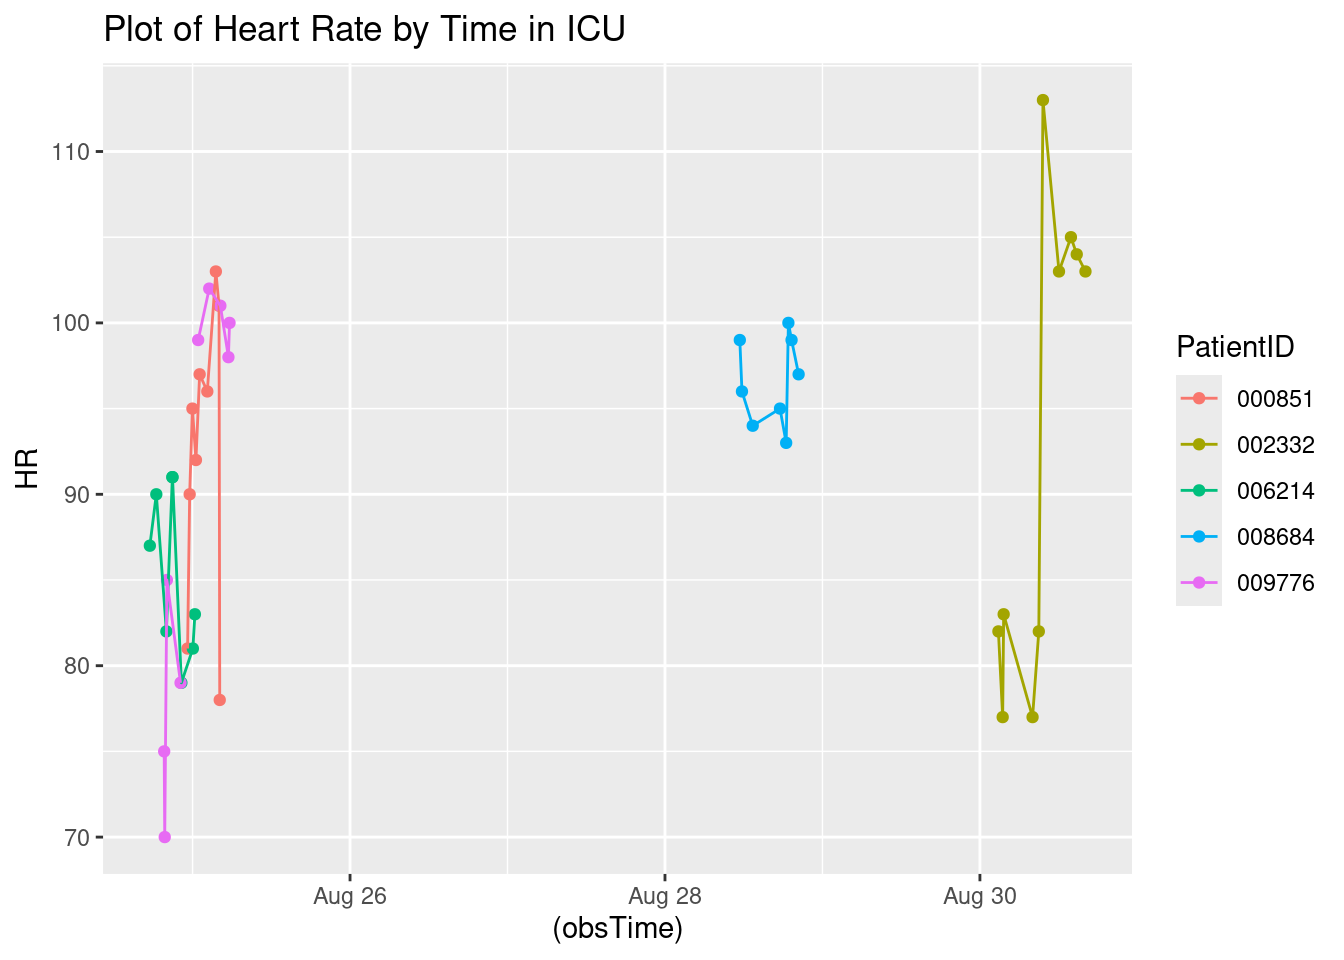 Plot of Heart Rate by Time in ICU
HR
110
100
90
80
70
Aug 26
Aug 28
Aug 30
(obsTime)
PatientID
000851
002332
006214
008684
009776